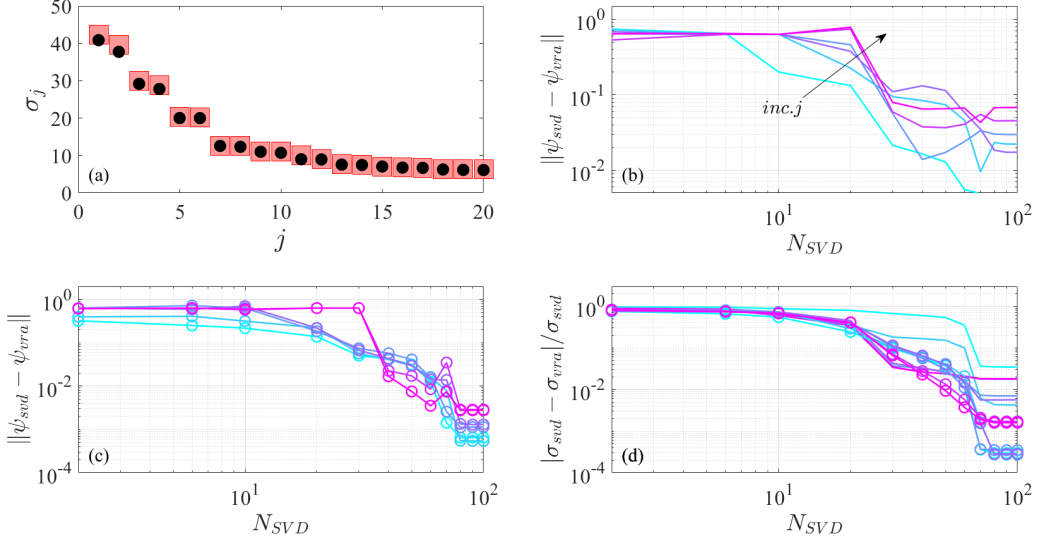 50
40
30
20
10
0
σ_j
(a)
0 5 10 15 20
j
10^0
10^-1
10^-2
||ψ_svd − ψ_vra||
inc.j
(b)
10^1 10^2
N_SVD
10^0
10^-2
10^-4
||ψ_svd − ψ_vra||
(c)
10^1 10^2
N_SVD
10^0
10^-2
10^-4
|σ_svd − σ_vra|/σ_svd
(d)
10^1 10^2
N_SVD